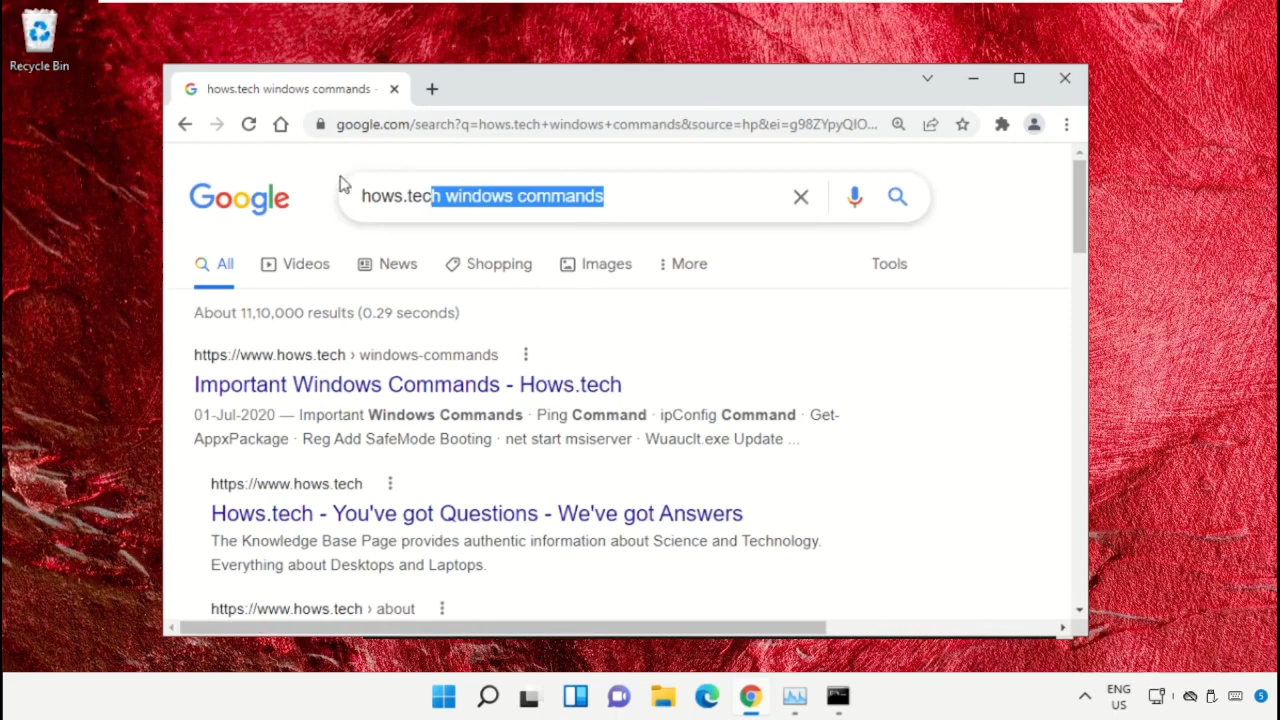 Recycle Bin
hows.tech windows commands -
google.com/search?q=hows.tech+windows+commands&source=hp&ei=g98ZYpyQIO...
Google
hows.tech windows commands
All
Videos
News
Shopping
Images
More
Tools
About 11,10,000 results (0.29 seconds)
https://www.hows.tech › windows-commands
Important Windows Commands - Hows.tech
01-Jul-2020 — Important Windows Commands · Ping Command · ipConfig Command · Get-
AppxPackage · Reg Add SafeMode Booting · net start msiserver · Wuauclt.exe Update ...
https://www.hows.tech
Hows.tech - You've got Questions - We've got Answers
The Knowledge Base Page provides authentic information about Science and Technology.
Everything about Desktops and Laptops.
https://www.hows.tech › about
ENG
US
5